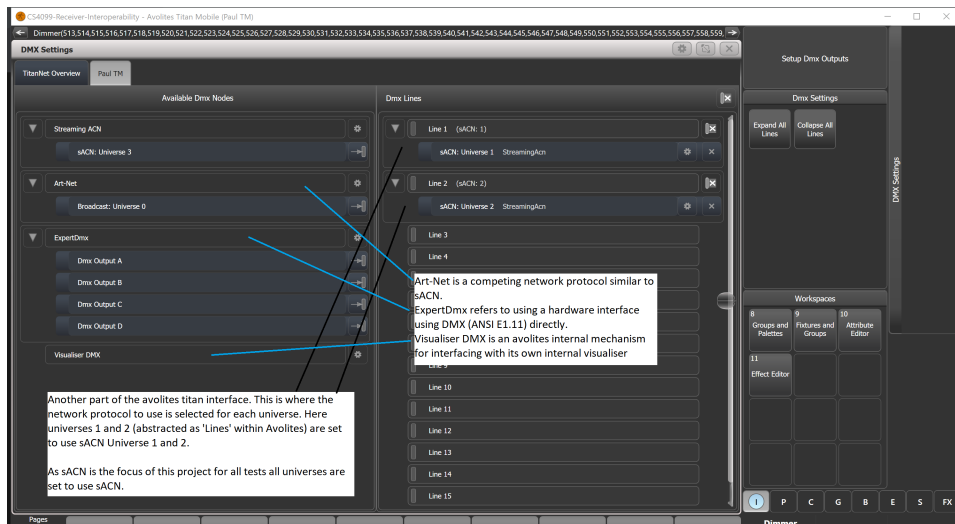 CS4099-Receiver-Interoperability - Avolites Titan Mobile (Paul TM)
Dimmer(513,514,515,516,517,518,519,520,521,522,523,524,525,526,527,528,529,530,531,532,533,534,535,536,537,538,539,540,541,542,543,544,545,546,547,548,549,550,551,552,553,554,555,556,557,558,559,
DMX Settings
TitanNet Overview
Paul TM
Available Dmx Nodes
Streaming ACN
sACN: Universe 3
Art-Net
Broadcast: Universe 0
ExpertDmx
Dmx Output A
Dmx Output B
Dmx Output C
Dmx Output D
Visualiser DMX
Dmx Lines
Line 1 (sACN: 1)
sACN: Universe 1 StreamingAcn
Line 2 (sACN: 2)
sACN: Universe 2 StreamingAcn
Line 3
Line 4
Art-Net is a competing network protocol similar to
sACN.
ExpertDmx refers to using a hardware interface
using DMX (ANSI E1.11) directly.
Visualiser DMX is an avolites internal mechanism
for interfacing with its own internal visualiser
Line 9
Line 10
Line 11
Line 12
Line 13
Line 14
Line 15
Another part of the avolites titan interface. This is where the
network protocol to use is selected for each universe. Here
universes 1 and 2 (abstracted as 'Lines' within Avolites) are set
to use sACN Universe 1 and 2.
As sACN is the focus of this project for all tests all universes are
set to use sACN.
Setup Dmx Outputs
Dmx Settings
Expand All
Lines
Collapse All
Lines
DMX Settings
Workspaces
8
Groups and
Palettes
9
Fixtures and
Groups
10
Attribute
Editor
11
Effect Editor
I P C G B E S FX
Pages
Dimmer